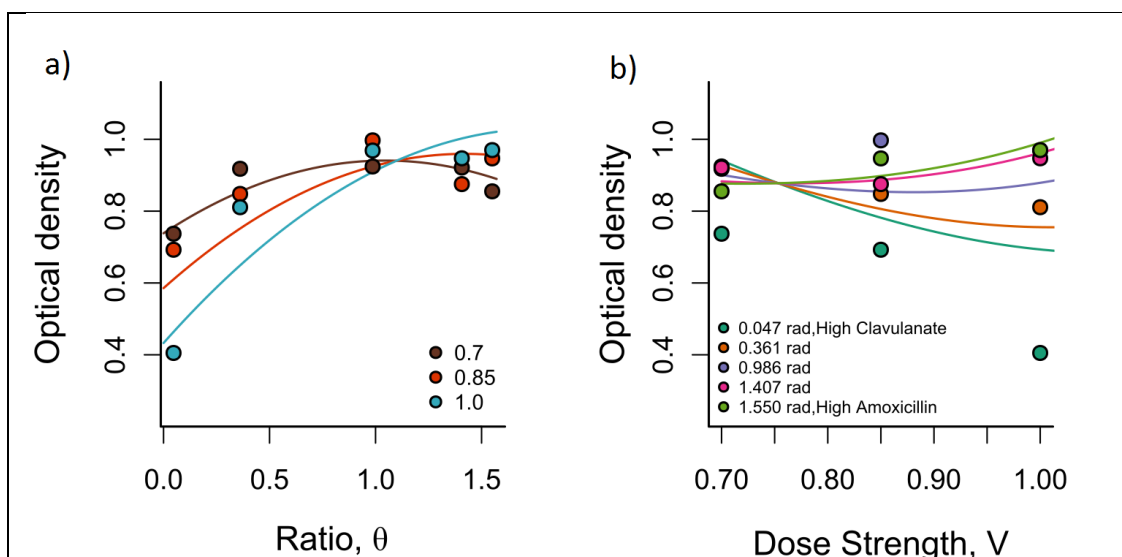 a)
Optical density
1.0
0.8
0.6
0.4
0.7
0.85
1.0
0.0 0.5 1.0 1.5
Ratio, θ
b)
Optical density
1.0
0.8
0.6
0.4
0.047 rad,High Clavulanate
0.361 rad
0.986 rad
1.407 rad
1.550 rad,High Amoxicillin
0.70 0.80 0.90 1.00
Dose Strength, V